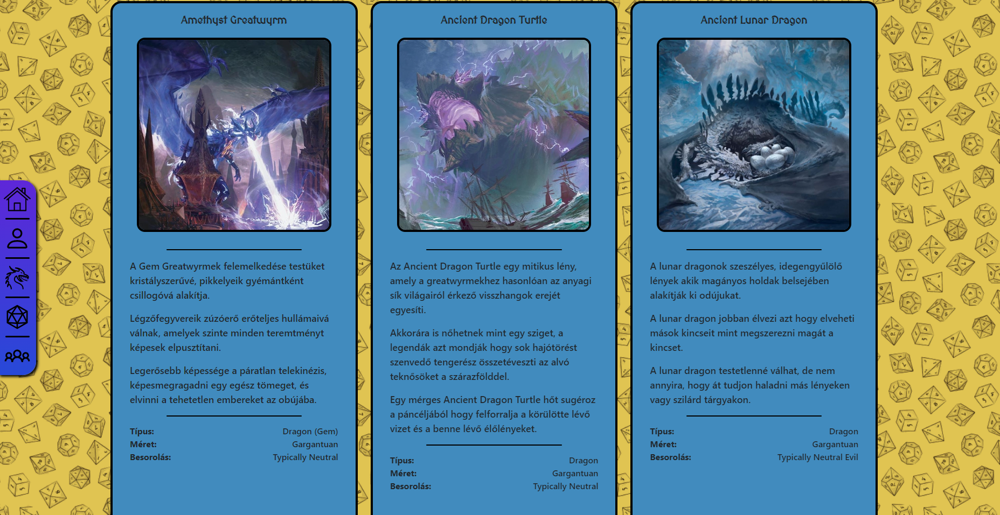 Amethyst Greatwyrm
A Gem Greatwyrmek felemelkedése testüket
kristályszerűvé, pikkelyeik gyémántként
csillogóvá alakítja.
Légzőfegyvereik zúzóerő erőteljes hullámaivá
válnak, amelyek szinte minden teremtményt
képesek elpusztítani.
Legerősebb képessége a páratlan telekinézis,
képesmegragadni egy egész tömeget, és
elvinni a tehetetlen embereket az obújába.
Típus: Dragon (Gem)
Méret: Gargantuan
Besorolás: Typically Neutral
Ancient Dragon Turtle
Az Ancient Dragon Turtle egy mitikus lény,
amely a greatwyrmekhez hasonlóan az anyagi
sík világairól érkező visszhangok erejét
egyesíti.
Akkorára is nőhetnek mint egy sziget, a
legendák azt mondják hogy sok hajótörést
szenvedő tengerész összetéveszti az alvó
teknősöket a szárazfölddel.
Egy mérges Ancient Dragon Turtle hőt sugéroz
a páncéljából hogy felforralja a körülötte lévő
vizet és a benne lévő élőlényeket.
Típus: Dragon
Méret: Gargantuan
Besorolás: Typically Neutral
Ancient Lunar Dragon
A lunar dragonok szeszélyes, idegengyűlölő
lények akik magányos holdak belsejében
alakítják ki odújukat.
A lunar dragon jobban élvezi azt hogy elveheti
mások kincseit mint megszerezni magát a
kincset.
A lunar dragon testetlenné válhat, de nem
annyira, hogy át tudjon haladni más lényeken
vagy szilárd tárgyakon.
Típus: Dragon
Méret: Gargantuan
Besorolás: Typically Neutral Evil